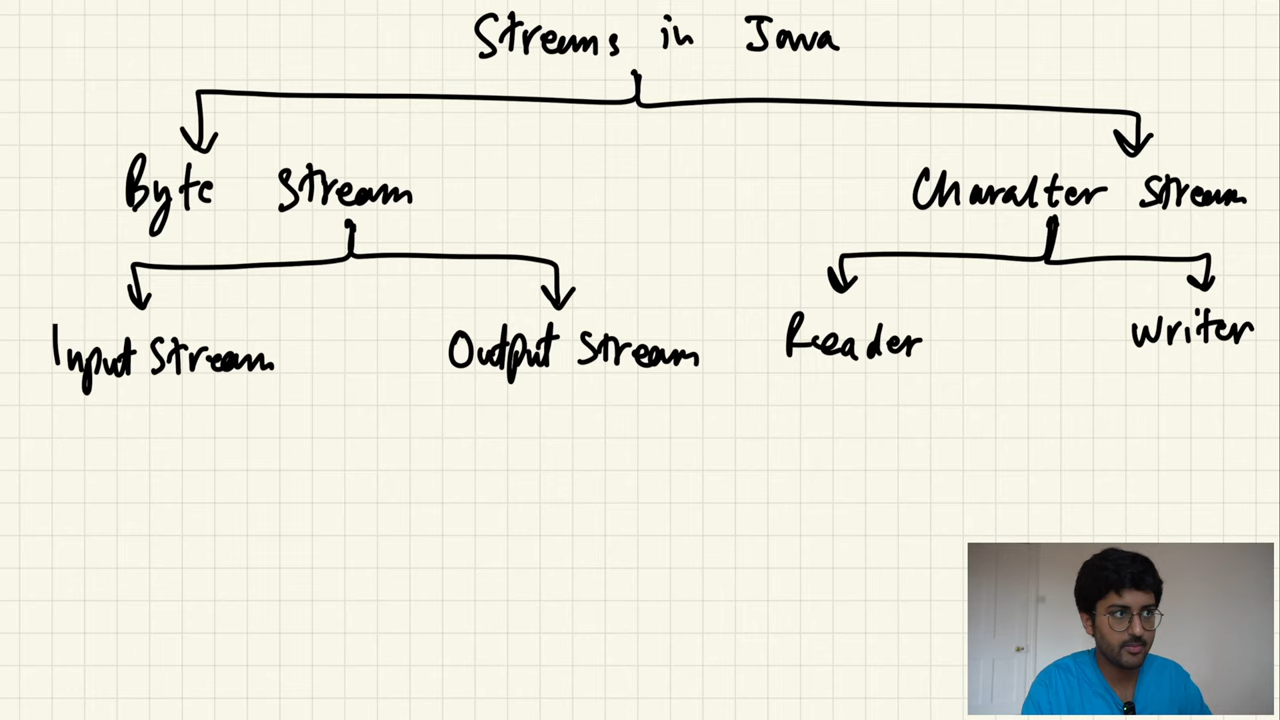 Streams in Java
Byte Stream
Character Stream
Input Stream
Output Stream
Reader
Writer